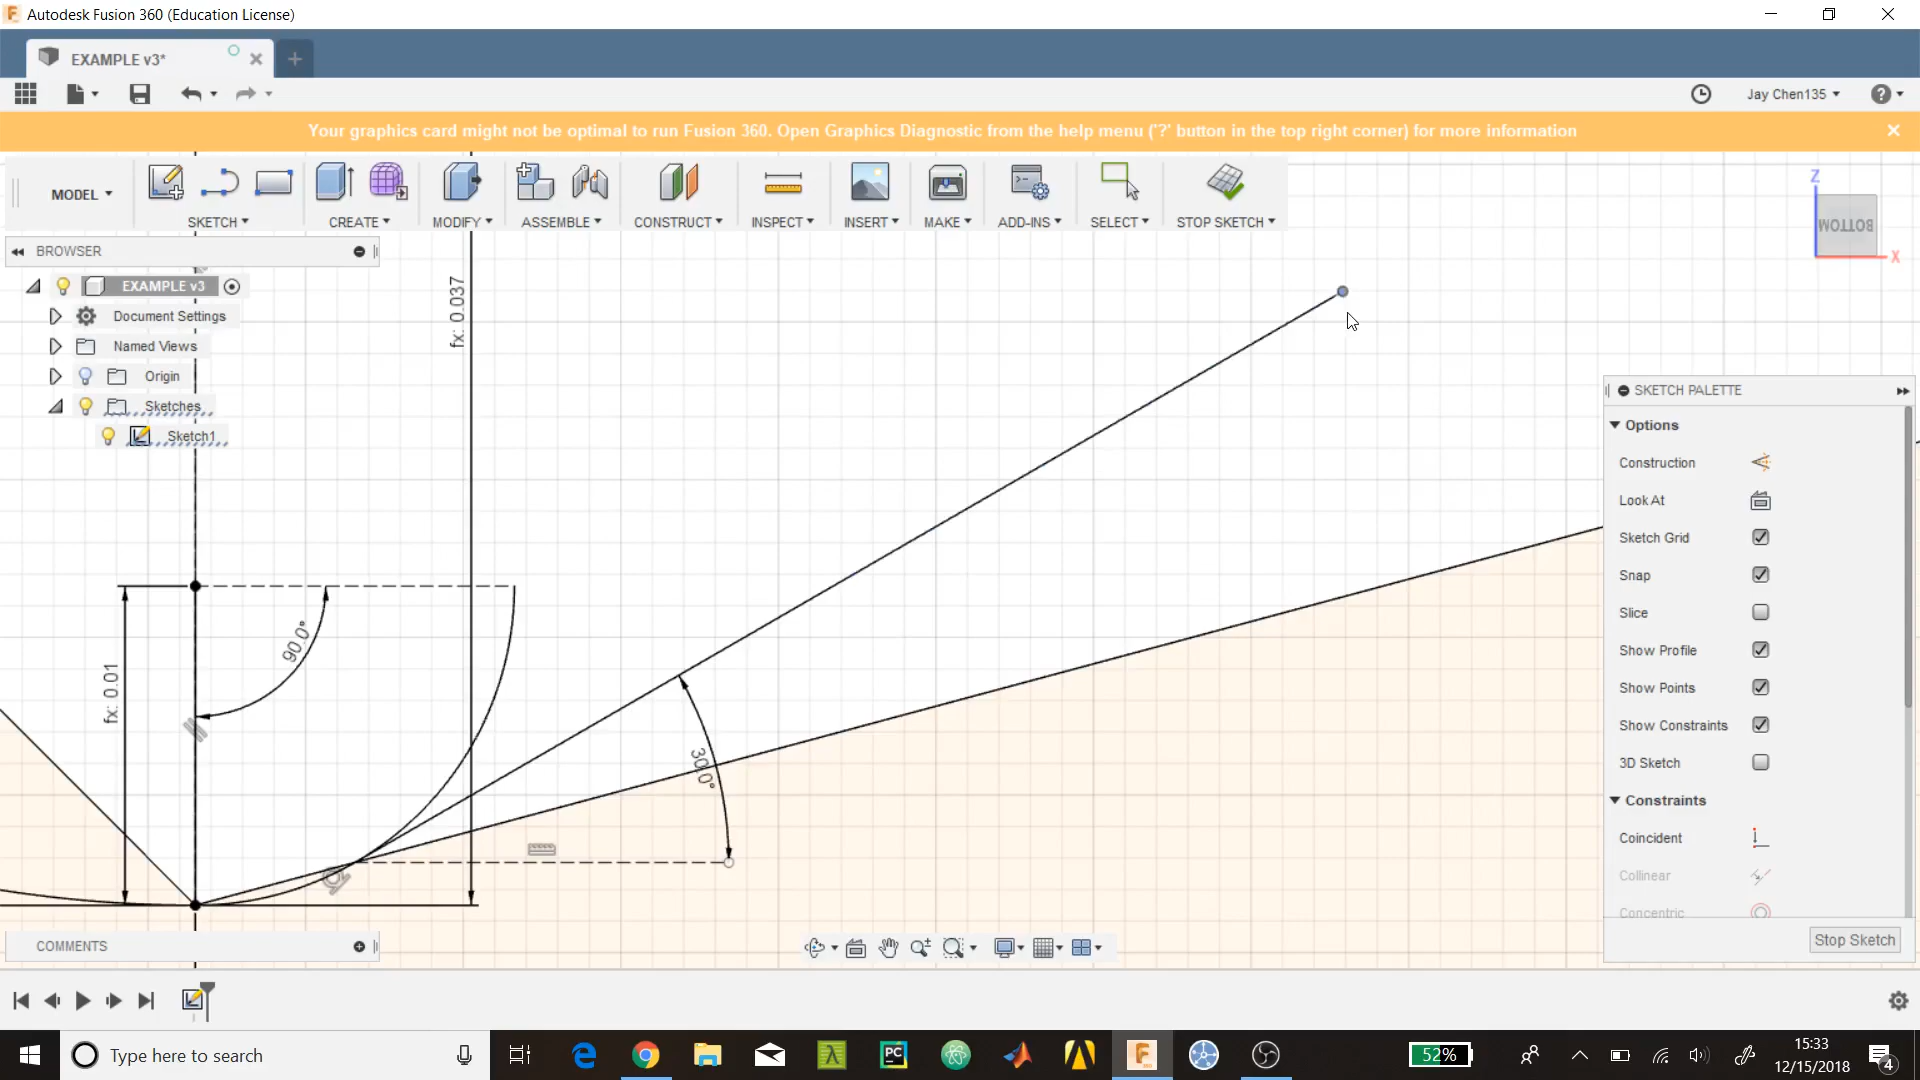 Autodesk Fusion 360 (Education License)
EXAMPLE v3*
Jay Chen135
Your graphics card might not be optimal to run Fusion 360. Open Graphics Diagnostic from the help menu ('?' button in the top right corner) for more information
MODEL
SKETCH
CREATE
MODIFY
ASSEMBLE
CONSTRUCT
INSPECT
INSERT
MAKE
ADD-INS
SELECT
STOP SKETCH
Z
BOTTOM
X
BROWSER
EXAMPLE v3
Document Settings
Named Views
Origin
Sketches
Sketch1
fx: 0.037
90.0°
fx: 0.01
30.0°
SKETCH PALETTE
Options
Construction
Look At
Sketch Grid
Snap
Slice
Show Profile
Show Points
Show Constraints
3D Sketch
Constraints
Coincident
Collinear
Concentric
Stop Sketch
COMMENTS
Type here to search
PC
52%
15:33
12/15/2018
4